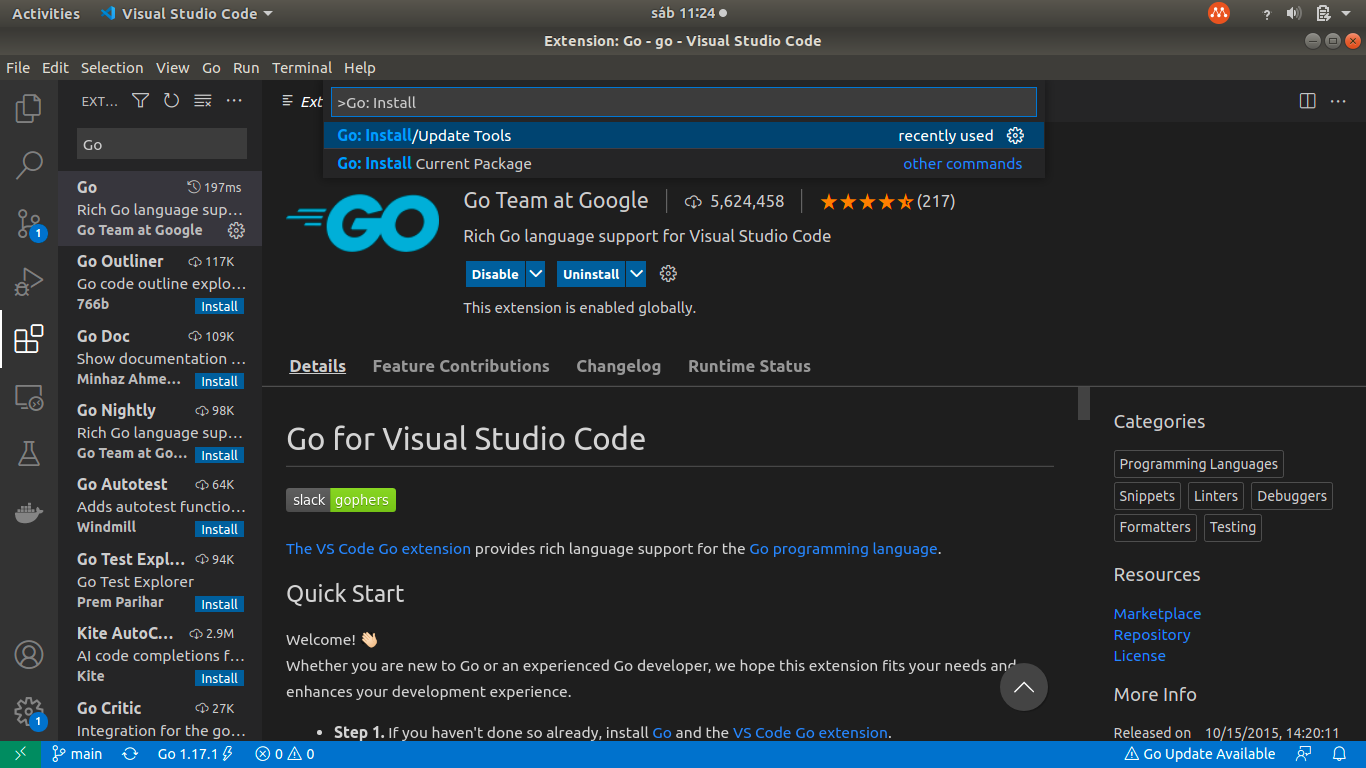 Activities Visual Studio Code sáb 11:24
Extension: Go - go - Visual Studio Code
File Edit Selection View Go Run Terminal Help
EXT...
Go
Go 197ms
Rich Go language sup...
Go Team at Google
Go Outliner 117K
Go code outline explo...
766b Install
Go Doc 109K
Show documentation ...
Minhaz Ahme... Install
Go Nightly 98K
Rich Go language sup...
Go Team at Go... Install
Go Autotest 64K
Adds autotest functio...
Windmill Install
Go Test Expl... 94K
Go Test Explorer
Prem Parihar Install
Kite AutoC... 2.9M
AI code completions f...
Kite Install
Go Critic 27K
Integration for the go...
Ext
>Go: Install
Go: Install/Update Tools recently used
Go: Install Current Package other commands
GO
Go Team at Google 5,624,458 (217)
Rich Go language support for Visual Studio Code
Disable Uninstall
This extension is enabled globally.
Details Feature Contributions Changelog Runtime Status
Go for Visual Studio Code
slack gophers
The VS Code Go extension provides rich language support for the Go programming language.
Quick Start
Welcome! 👋🏻
Whether you are new to Go or an experienced Go developer, we hope this extension fits your needs and
enhances your development experience.
• Step 1. If you haven't done so already, install Go and the VS Code Go extension.
Categories
Programming Languages
Snippets Linters Debuggers
Formatters Testing
Resources
Marketplace
Repository
License
More Info
Released on 10/15/2015, 14:20:11
1
1
main Go 1.17.1 0 0 Go Update Available